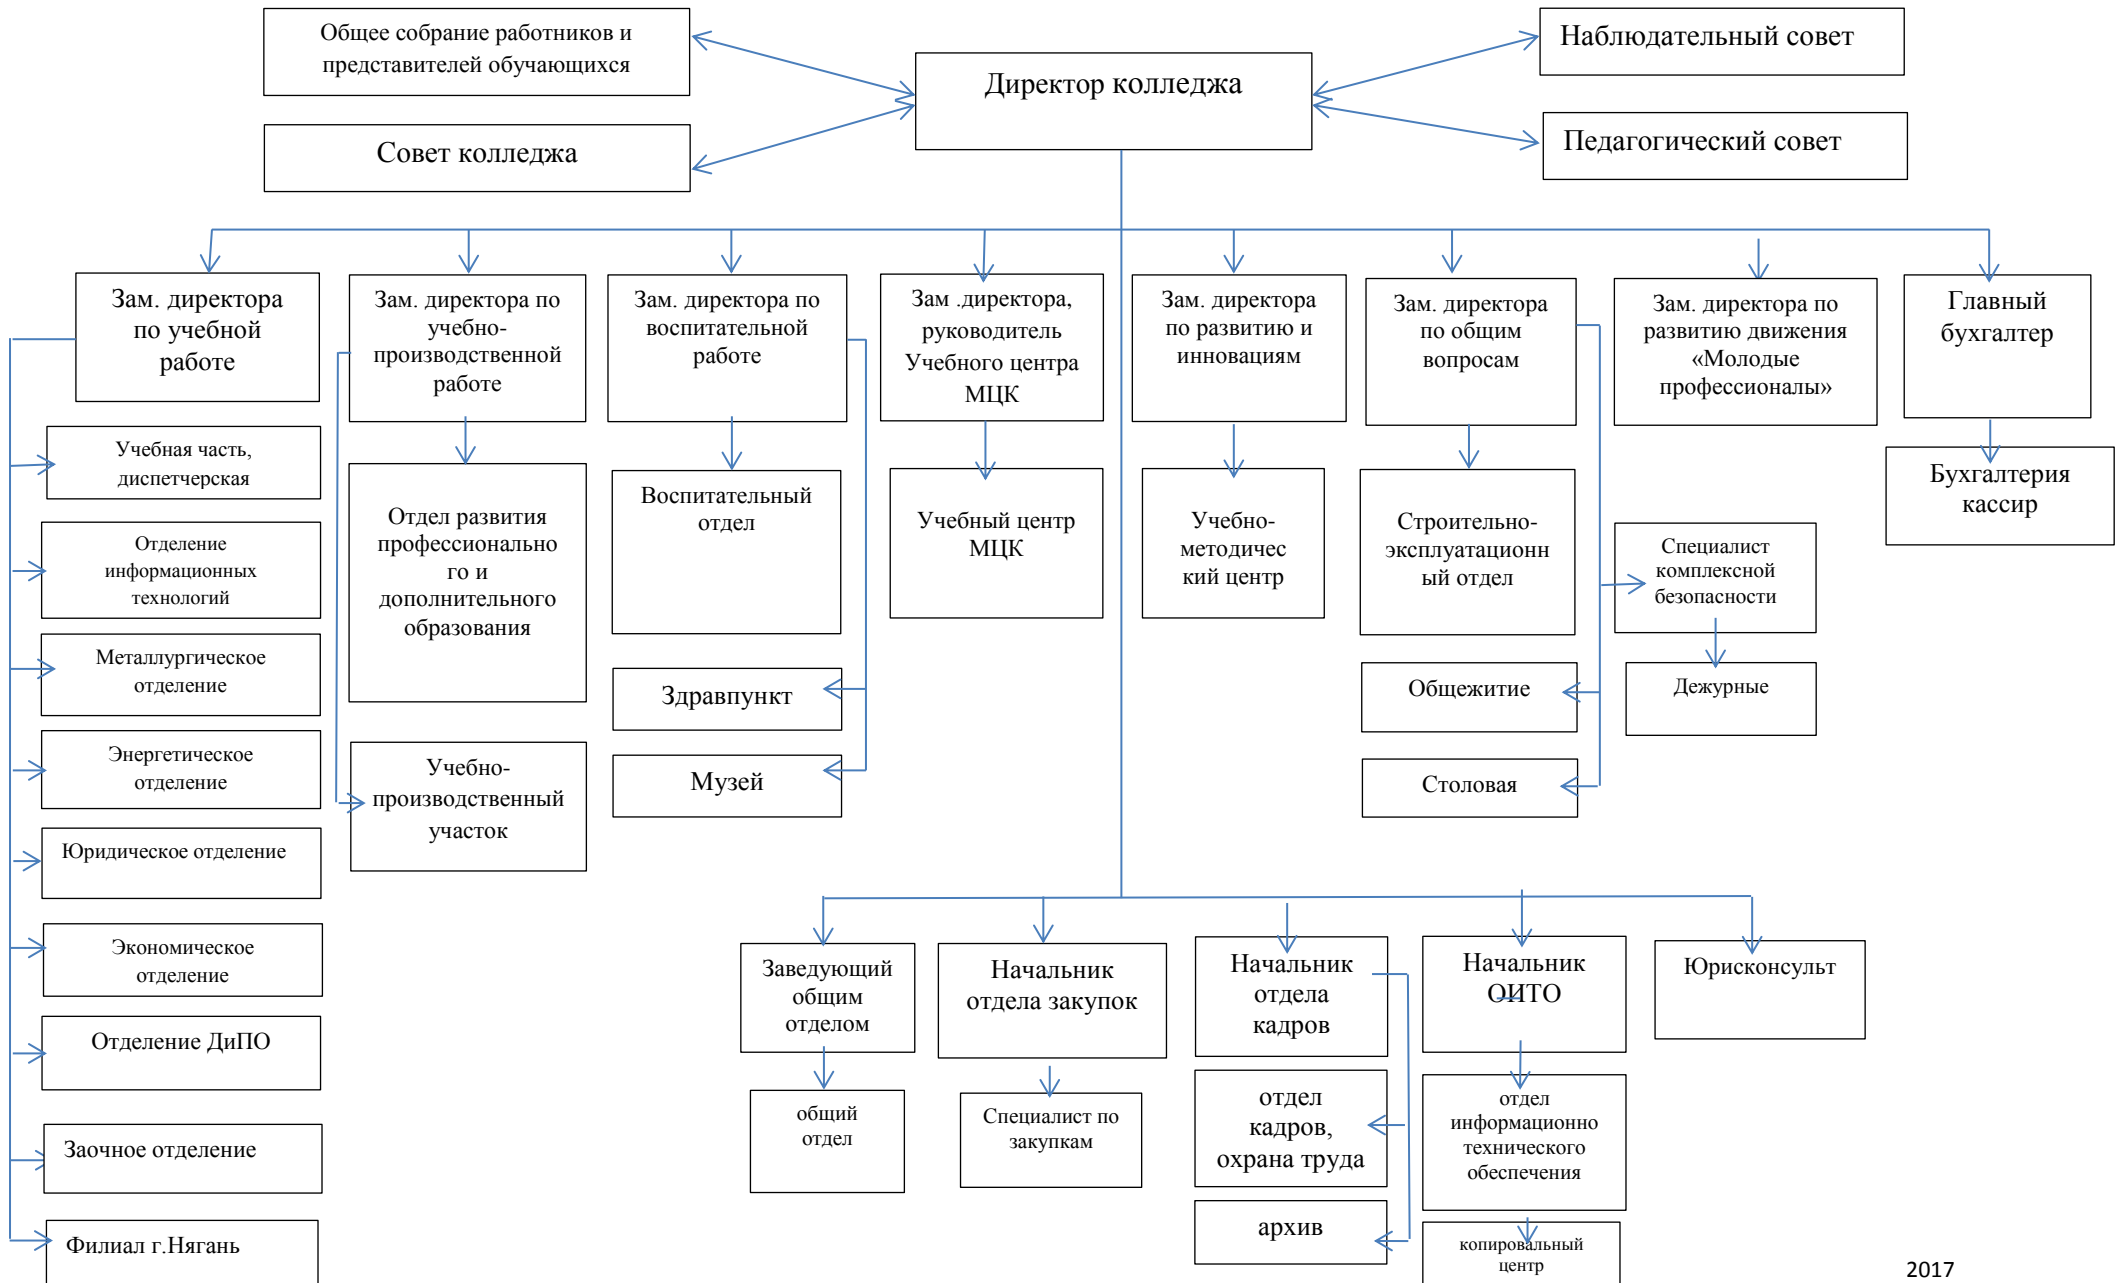 Общее собрание работников и
представителей обучающихся
Директор колледжа
Наблюдательный совет
Совет колледжа
Педагогический совет
Зам. директора
по учебной
работе
Зам. директора по
учебно-
производственной
работе
Зам. директора по
воспитательной
работе
Зам .директора,
руководитель
Учебного центра
МЦК
Зам. директора
по развитию и
инновациям
Зам. директора
по общим
вопросам
Зам. директора по
развитию движения
«Молодые
профессионалы»
Главный
бухгалтер
Учебная часть,
диспетчерская
Отделение
информационных
технологий
Металлургическое
отделение
Энергетическое
отделение
Юридическое отделение
Экономическое
отделение
Отделение ДиПО
Заочное отделение
Филиал г.Нягань
Отдел развития
профессионально
го и
дополнительного
образования
Учебно-
производственный
участок
Воспитательный
отдел
Здравпункт
Музей
Учебный центр
МЦК
Учебно-
методичес
кий центр
Строительно-
эксплуатационн
ый отдел
Общежитие
Столовая
Специалист
комплексной
безопасности
Дежурные
Бухгалтерия
кассир
Заведующий
общим
отделом
Начальник
отдела закупок
Начальник
отдела
кадров
Начальник
ОИТО
Юрисконсульт
общий
отдел
Специалист по
закупкам
отдел
кадров,
охрана труда
архив
отдел
информационно
технического
обеспечения
копировальный
центр
2017